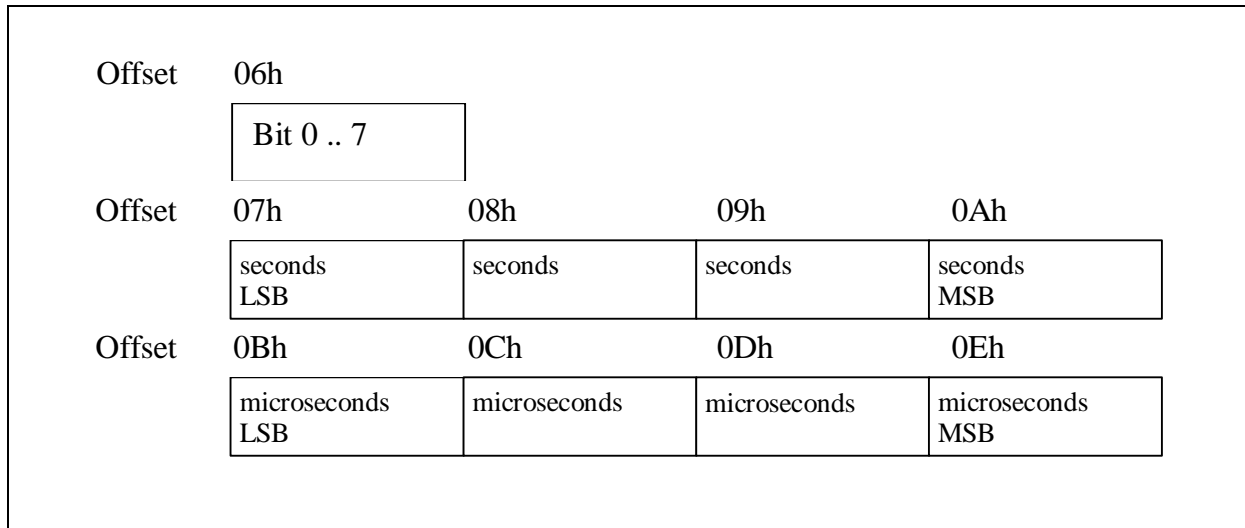 Offset 06h
Bit 0 .. 7
Offset 07h 08h 09h 0Ah
seconds seconds seconds seconds
LSB MSB
Offset 0Bh 0Ch 0Dh 0Eh
microseconds microseconds microseconds microseconds
LSB MSB